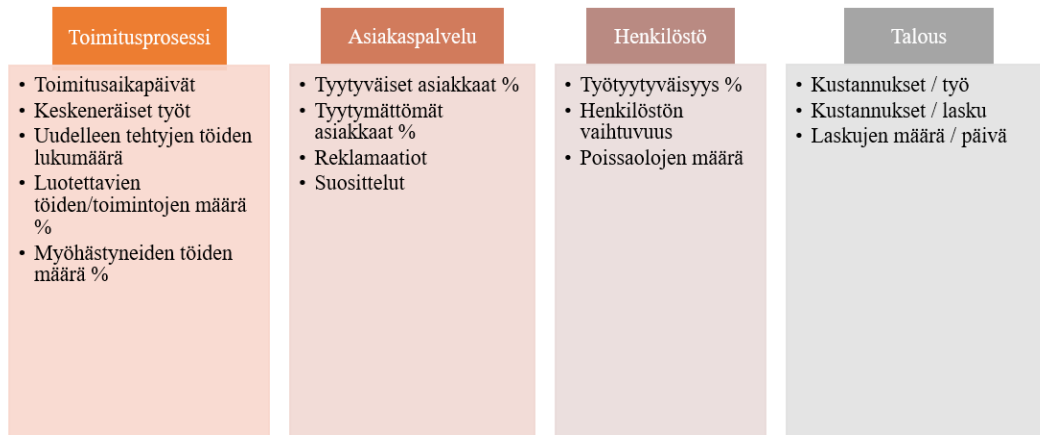 Toimitusprosessi
• Toimitusaikapäivät
• Keskeneräiset työt
• Uudelleen tehtyjen töiden
lukumäärä
• Luotettavien
töiden/toimintojen määrä
%
• Myöhästyneiden töiden
määrä %
Asiakaspalvelu
• Tyytyväiset asiakkaat %
• Tyytymättömät
asiakkaat %
• Reklamaatiot
• Suosittelut
Henkilöstö
• Työtyytyväisyys %
• Henkilöstön
vaihtuvuus
• Poissaolojen määrä
Talous
• Kustannukset / työ
• Kustannukset / lasku
• Laskujen määrä / päivä